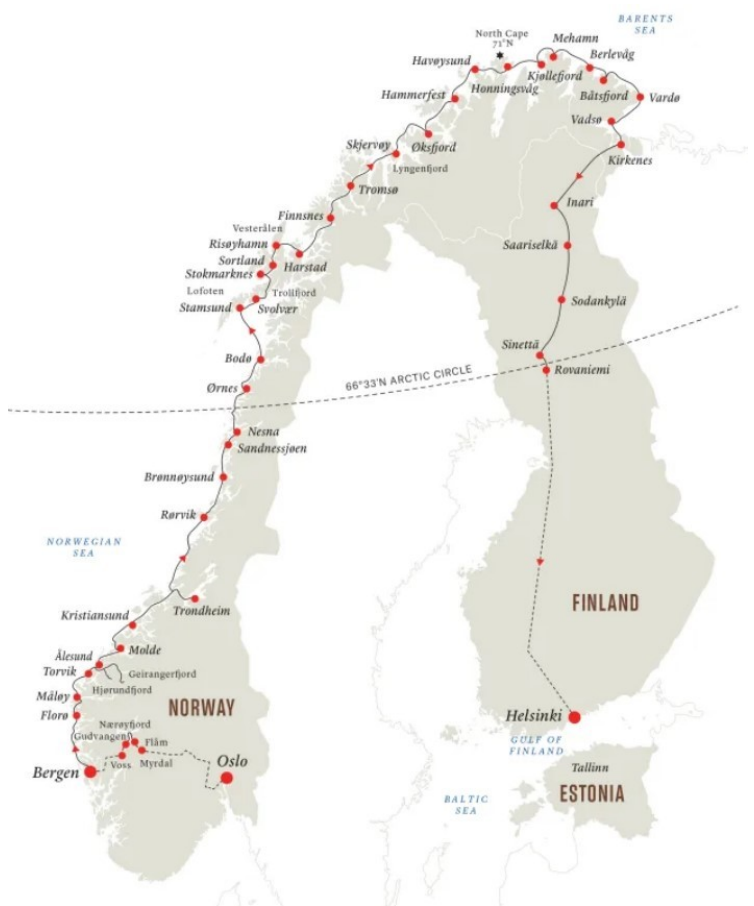 BARENTS
SEA
North Cape
71°N
Mehamn
Havøysund
Berlevåg
Kjøllefjord
Honningsvåg
Hammerfest
Båtsfjord
Vardø
Vadsø
Skjervøy
Øksfjord
Kirkenes
Lyngenfjord
Tromsø
Inari
Finnsnes
Vesterålen
Risøyhamn
Saariselkä
Sortland
Harstad
Stokmarknes
Lofoten
Trollfjord
Stamsund
Svolvær
Sodankylä
Sinettä
Bodø
66°33'N ARCTIC CIRCLE
Rovaniemi
Ørnes
Nesna
Sandnessjøen
Brønnøysund
Rørvik
NORWEGIAN
SEA
FINLAND
Trondheim
Kristiansund
Molde
Ålesund
Torvik
Geirangerfjord
Hjørundfjord
Måløy
NORWAY
Florø
Helsinki
Nærøyfjord
Gudvangen
Flåm
GULF OF
FINLAND
Bergen
Voss
Myrdal
Oslo
Tallinn
ESTONIA
BALTIC
SEA